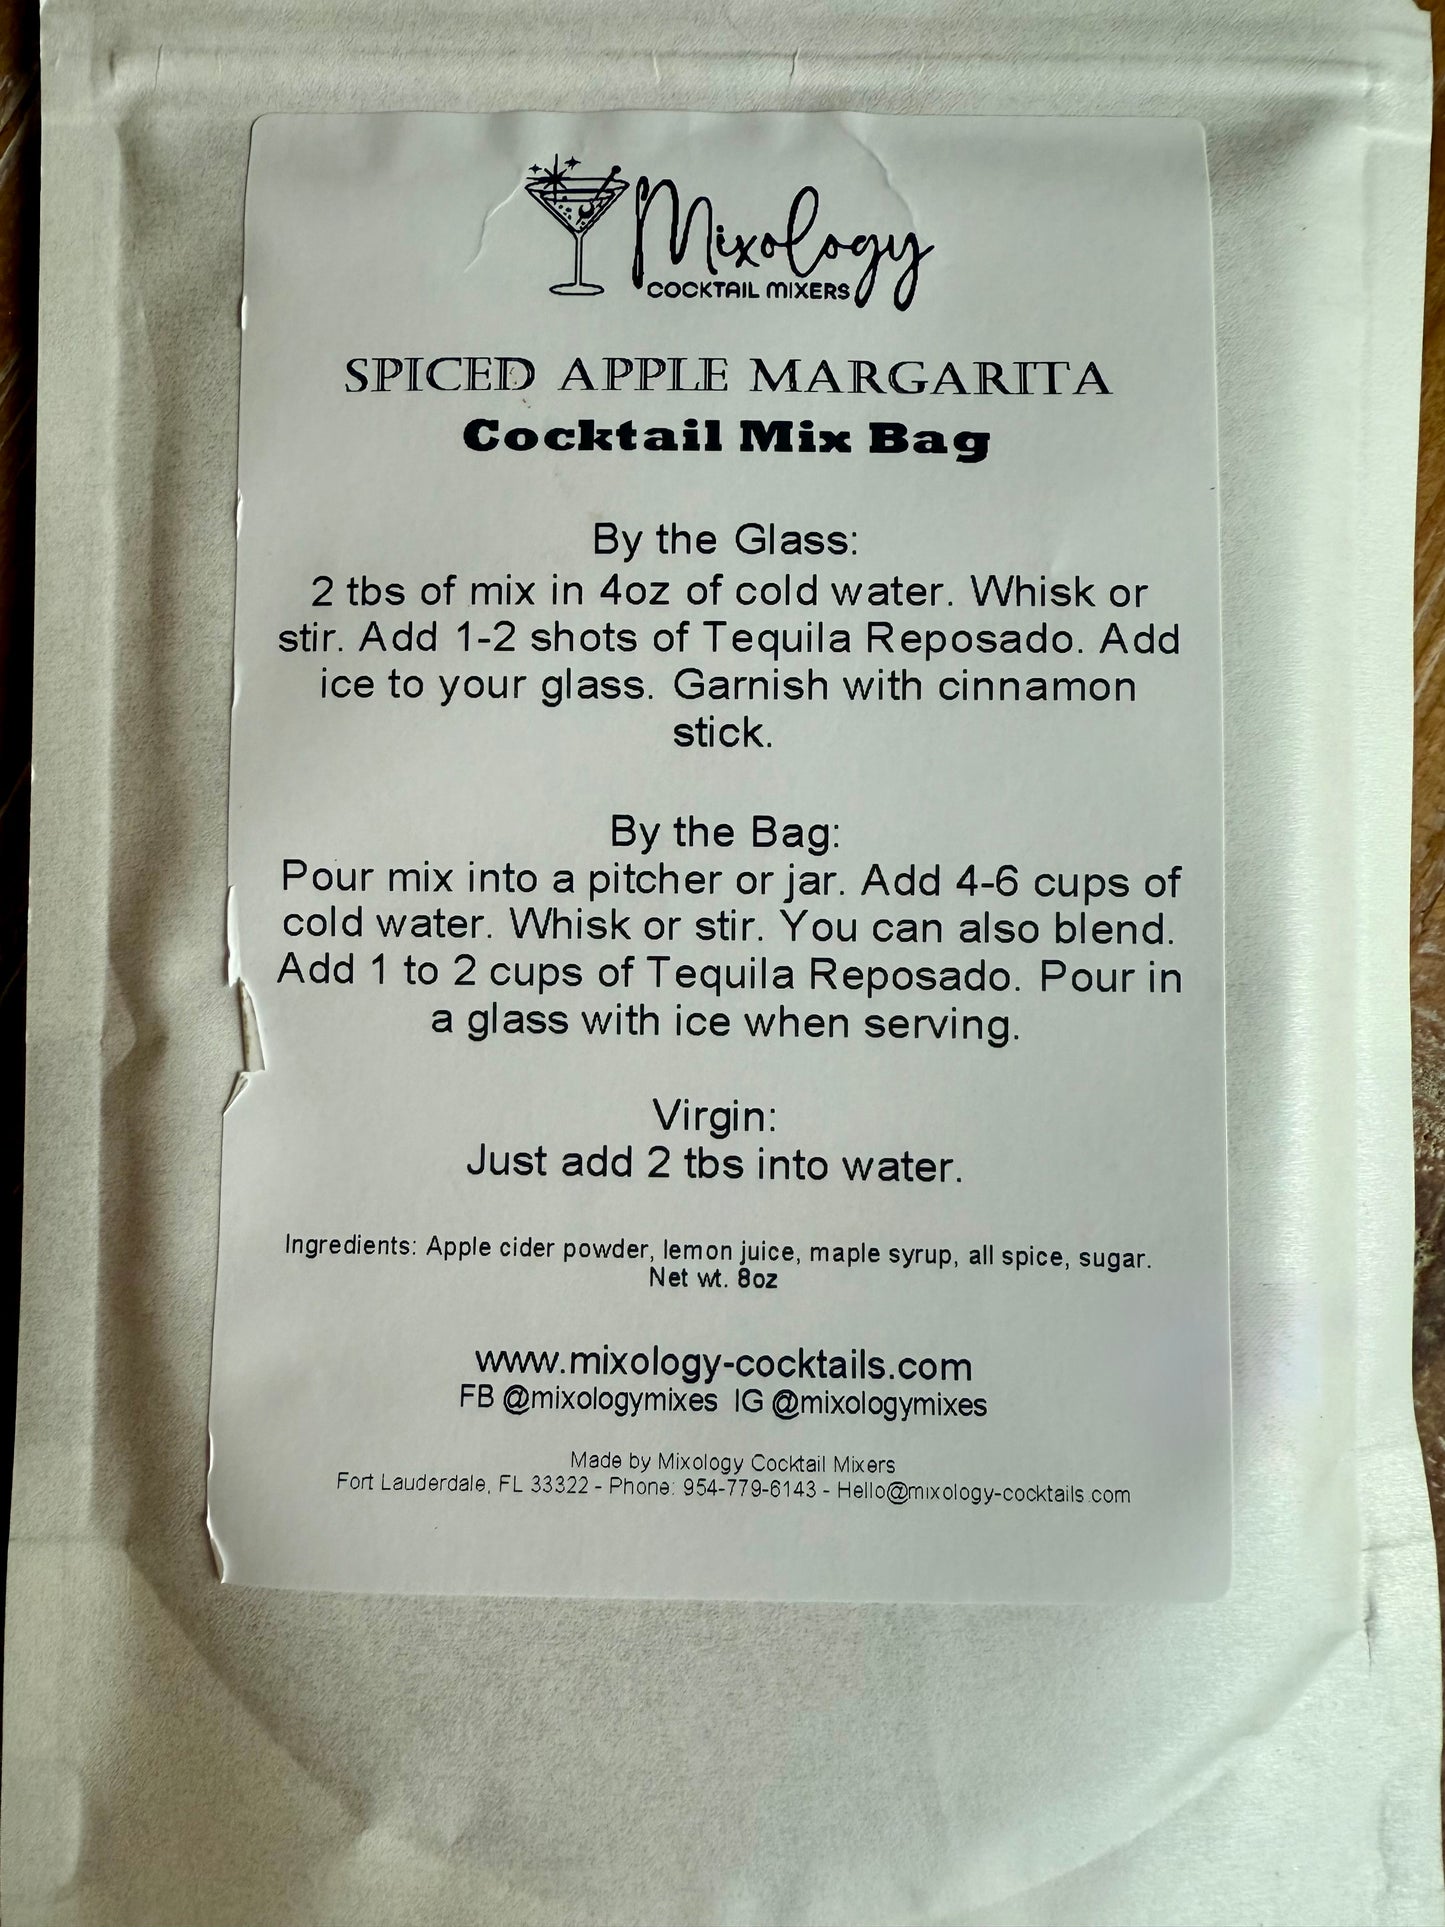 Mixology
COCKTAIL MIXERS
SPICED APPLE MARGARITA
Cocktail Mix Bag
By the Glass:
2 tbs of mix in 4oz of cold water. Whisk or
stir. Add 1-2 shots of Tequila Reposado. Add
ice to your glass. Garnish with cinnamon
stick.
By the Bag:
Pour mix into a pitcher or jar. Add 4-6 cups of
cold water. Whisk or stir. You can also blend.
Add 1 to 2 cups of Tequila Reposado. Pour in
a glass with ice when serving.
Virgin:
Just add 2 tbs into water.
Ingredients: Apple cider powder, lemon juice, maple syrup, all spice, sugar.
Net wt. 8oz
www.mixology-cocktails.com
FB @mixologymixes IG @mixologymixes
Made by Mixology Cocktail Mixers
Fort Lauderdale, FL 33322 - Phone: 954-779-6143 - Hello@mixology-cocktails.com